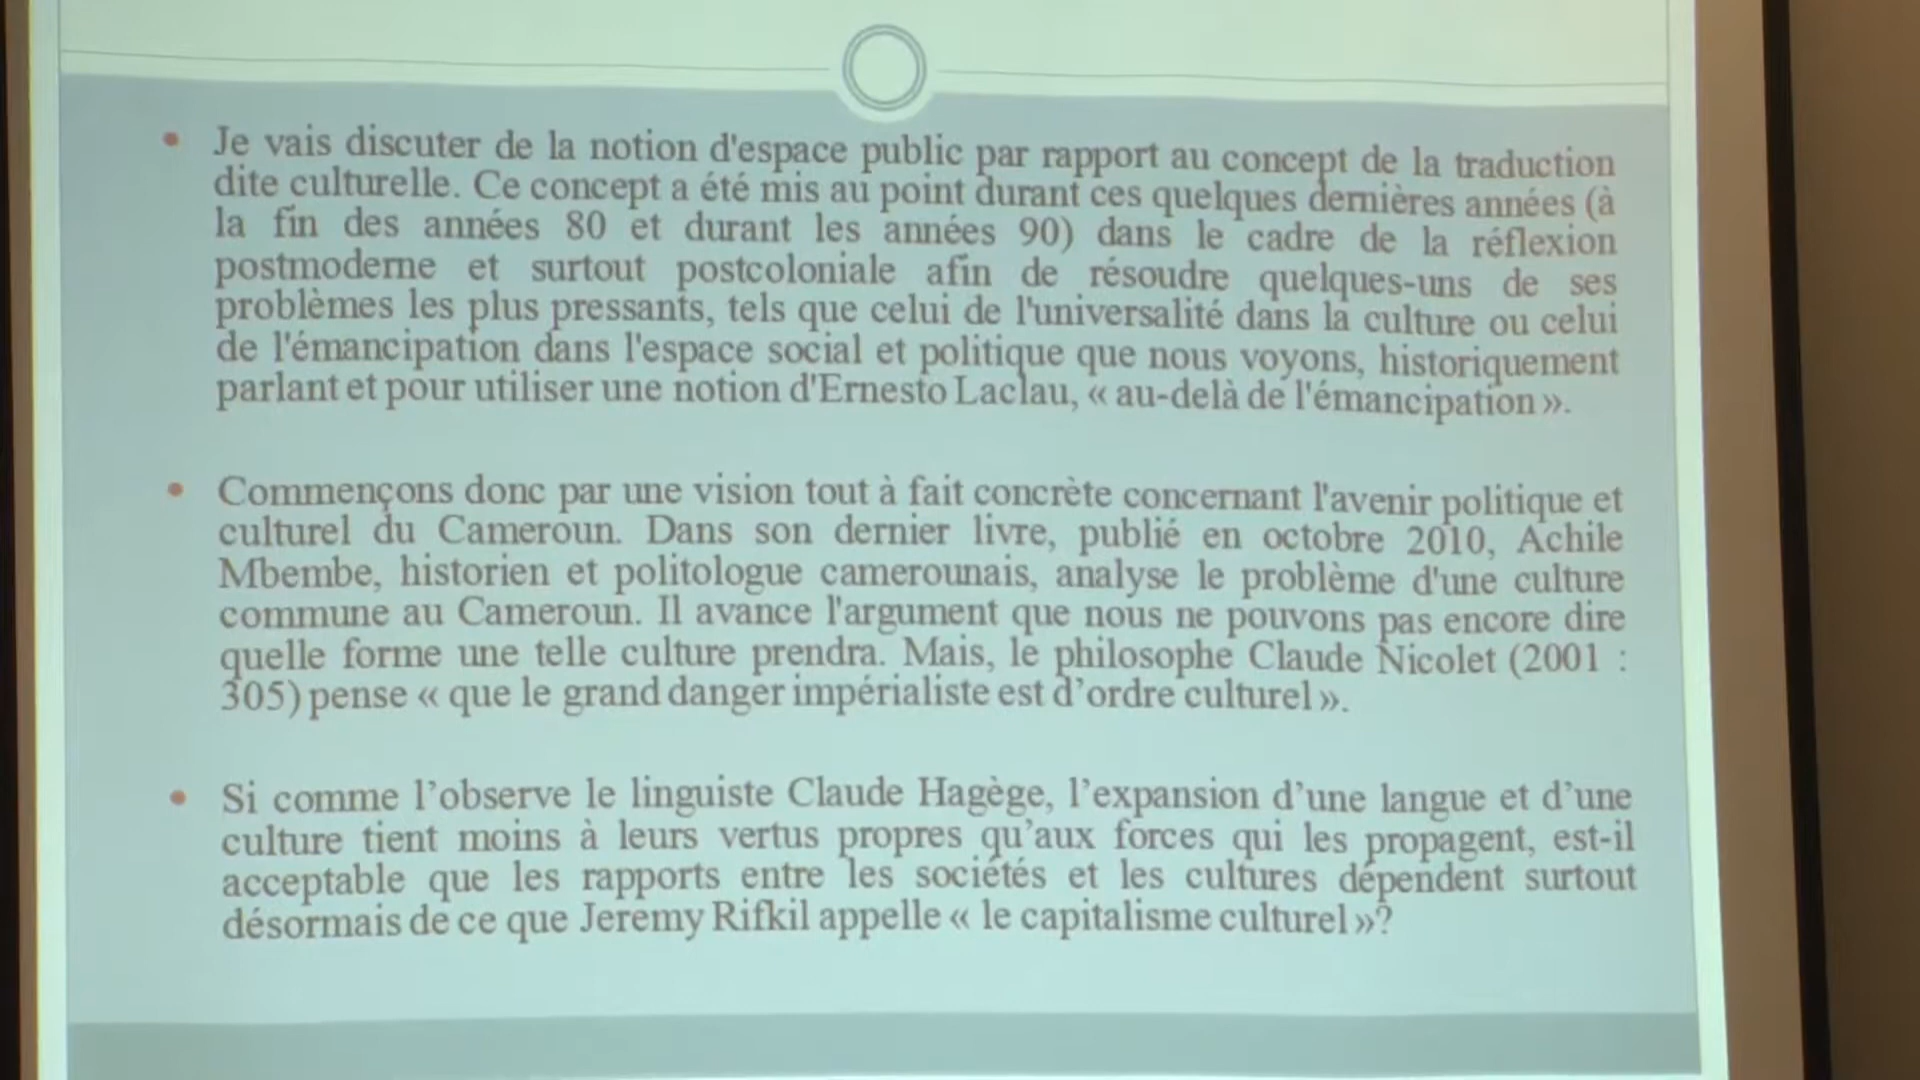 • Je vais discuter de la notion d'espace public par rapport au concept de la traduction
dite culturelle. Ce concept a été mis au point durant ces quelques dernières années (à
la fin des années 80 et durant les années 90) dans le cadre de la réflexion
postmoderne et surtout postcoloniale afin de résoudre quelques-uns de ses
problèmes les plus pressants, tels que celui de l'universalité dans la culture ou celui
de l'émancipation dans l'espace social et politique que nous voyons, historiquement
parlant et pour utiliser une notion d'Ernesto Laclau, « au-delà de l'émancipation ».
• Commençons donc par une vision tout à fait concrète concernant l'avenir politique et
culturel du Cameroun. Dans son dernier livre, publié en octobre 2010, Achile
Mbembe, historien et politologue camerounais, analyse le problème d'une culture
commune au Cameroun. Il avance l'argument que nous ne pouvons pas encore dire
quelle forme une telle culture prendra. Mais, le philosophe Claude Nicolet (2001 :
305) pense « que le grand danger impérialiste est d’ordre culturel ».
• Si comme l’observe le linguiste Claude Hagège, l’expansion d’une langue et d’une
culture tient moins à leurs vertus propres qu’aux forces qui les propagent, est-il
acceptable que les rapports entre les sociétés et les cultures dépendent surtout
désormais de ce que Jeremy Rifkil appelle « le capitalisme culturel »?